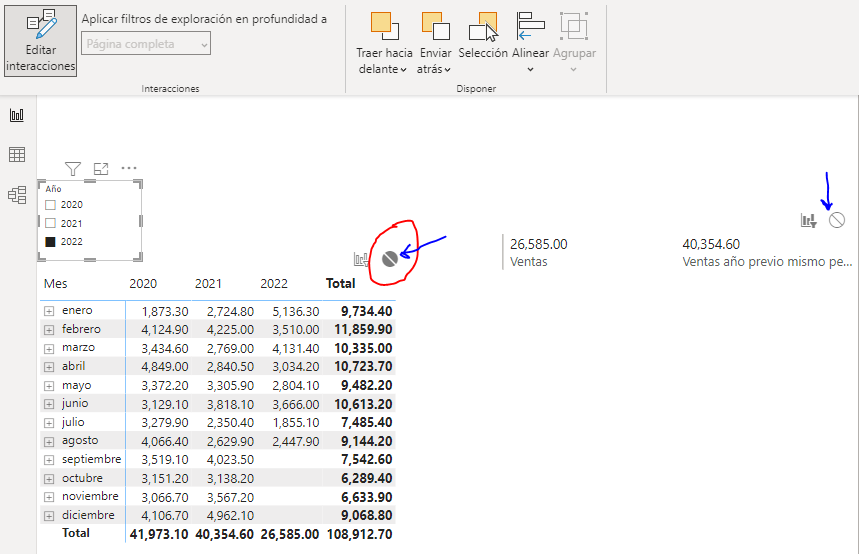 Editar interacciones
Aplicar filtros de exploración en profundidad a
Página completa
Interacciones
Traer hacia delante
Enviar atrás
Selección
Alinear
Agrupar
Disponer
Año
2020
2021
2022
26,585.00
Ventas
40,354.60
Ventas año previo mismo pe...
Mes 2020 2021 2022 Total
enero 1,873.30 2,724.80 5,136.30 9,734.40
febrero 4,124.90 4,225.00 3,510.00 11,859.90
marzo 3,434.60 2,769.00 4,131.40 10,335.00
abril 4,849.00 2,840.50 3,034.20 10,723.70
mayo 3,372.20 3,305.90 2,804.10 9,482.20
junio 3,129.10 3,818.10 3,666.00 10,613.20
julio 3,279.90 2,350.40 1,855.10 7,485.40
agosto 4,066.40 2,629.90 2,447.90 9,144.20
septiembre 3,519.10 4,023.50 7,542.60
octubre 3,151.20 3,138.20 6,289.40
noviembre 3,066.70 3,567.20 6,633.90
diciembre 4,106.70 4,962.10 9,068.80
Total 41,973.10 40,354.60 26,585.00 108,912.70